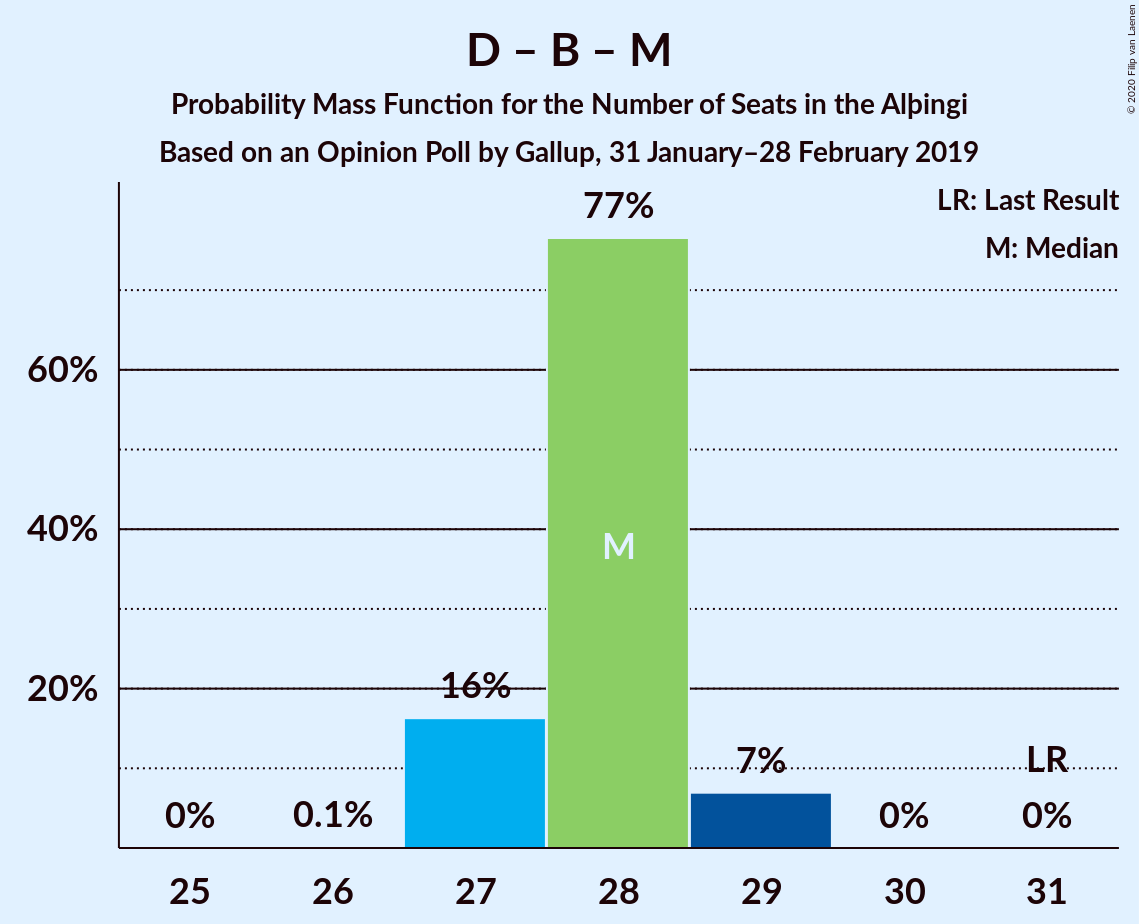 D – B – M
Probability Mass Function for the Number of Seats in the Alþingi
Based on an Opinion Poll by Gallup, 31 January–28 February 2019
© 2020 Filip van Laenen
LR: Last Result
M: Median
77%
60%
40%
20%
M
16%
7%
LR
0%
0.1%
0%
0%
25
26
27
28
29
30
31